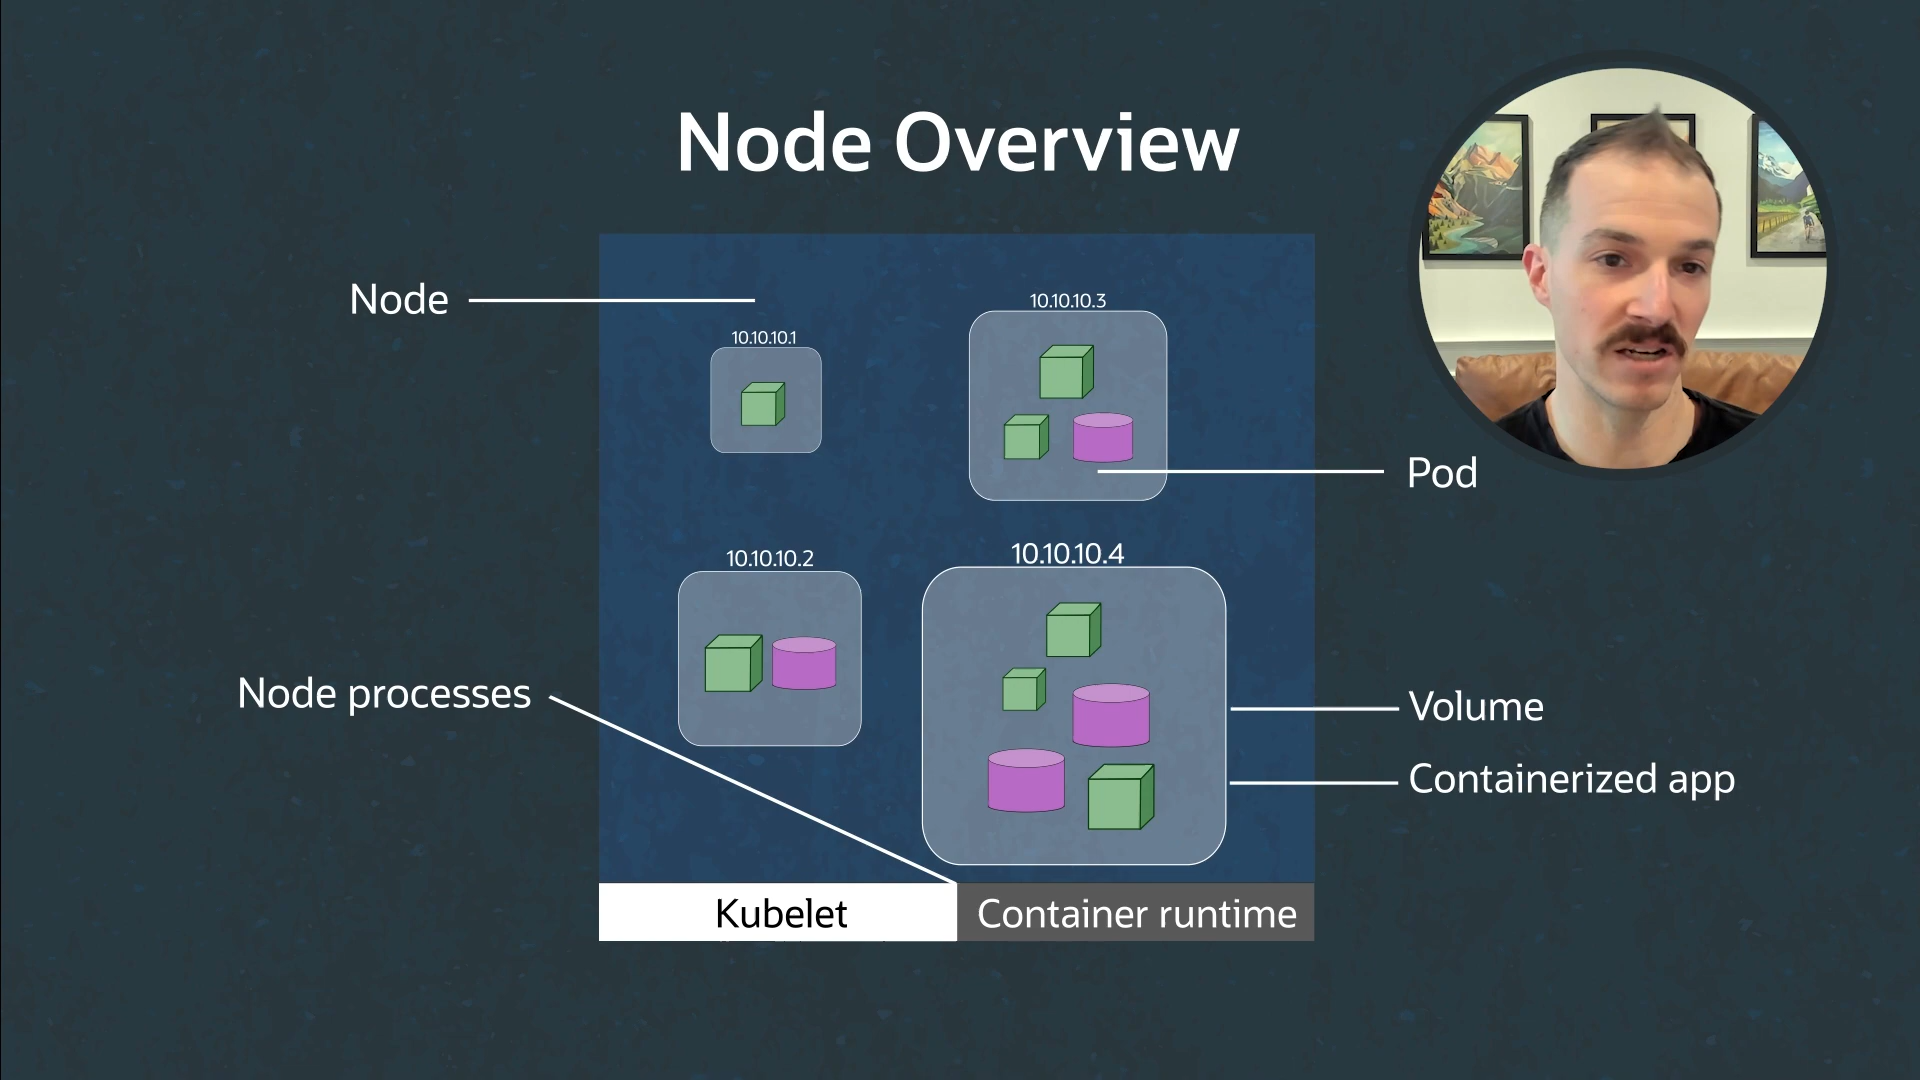 Node Overview
Node
10.10.10.1
10.10.10.3
Pod
10.10.10.2
10.10.10.4
Node processes
Volume
Containerized app
Kubelet
Container runtime